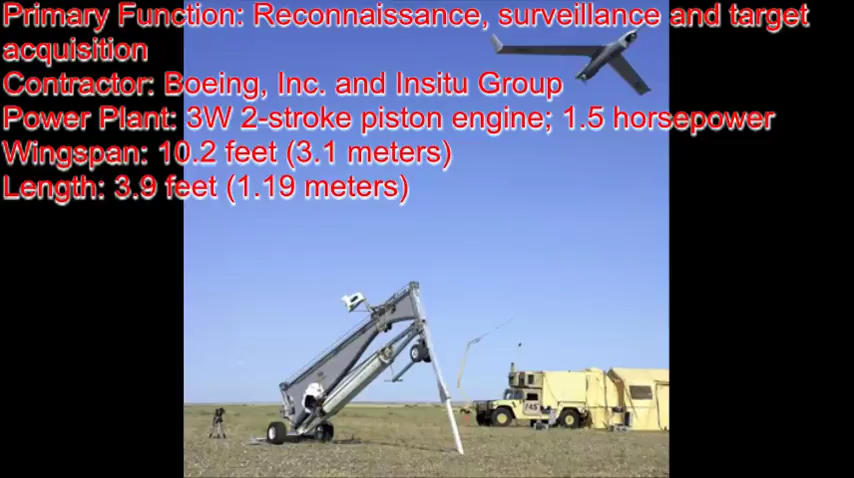 Primary Function: Reconnaissance, surveillance and target
acquisition
Contractor: Boeing, Inc. and Insitu Group
Power Plant: 3W 2-stroke piston engine; 1.5 horsepower
Wingspan: 10.2 feet (3.1 meters)
Length: 3.9 feet (1.19 meters)